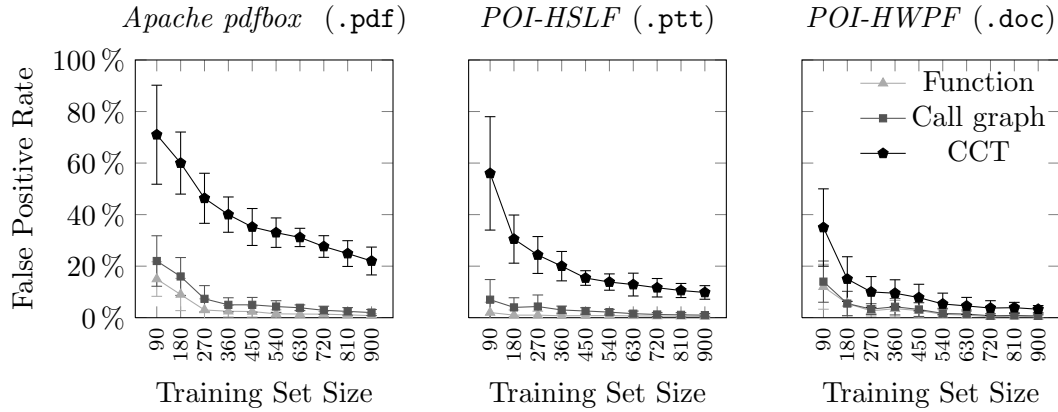 Apache pdfbox (.pdf)
POI-HSLF (.ptt)
POI-HWPF (.doc)
False Positive Rate
100 %
80 %
60 %
40 %
20 %
0 %
90 180 270 360 450 540 630 720 810 900
Training Set Size
90 180 270 360 450 540 630 720 810 900
Training Set Size
Function
Call graph
CCT
90 180 270 360 450 540 630 720 810 900
Training Set Size